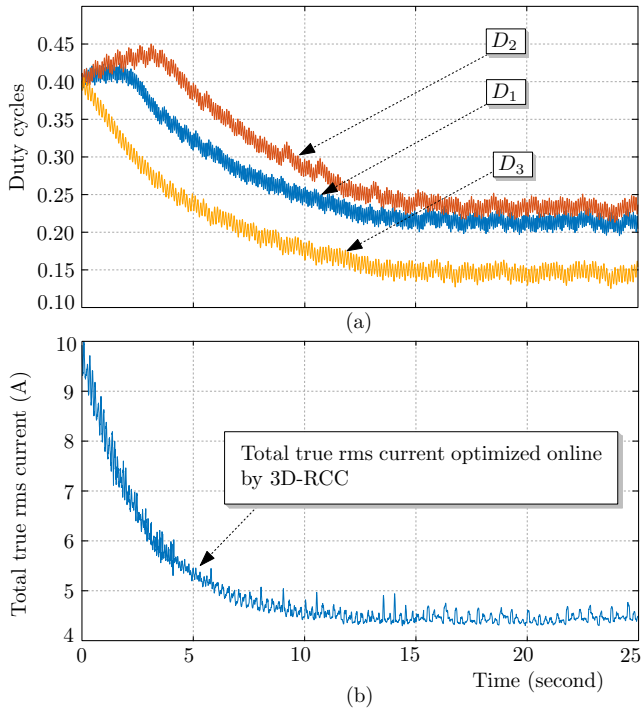 0.45
0.40
0.35
0.30
0.25
0.20
0.15
0.10
Duty cycles
D2
D1
D3
(a)
10
9
8
7
6
5
4
Total true rms current (A)
Total true rms current optimized online
by 3D-RCC
0 5 10 15 20 25
Time (second)
(b)